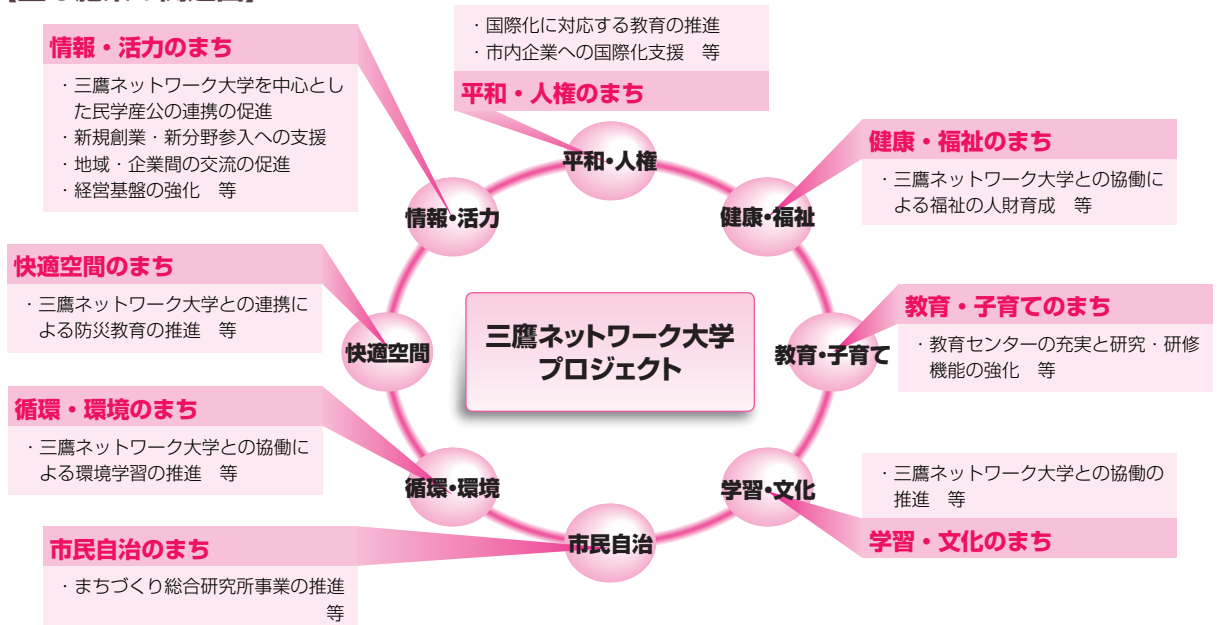 ・国際化に対応する教育の推進
・市内企業への国際化支援　等
平和・人権のまち
情報・活力のまち
・三鷹ネットワーク大学を中心とし
た民学産公の連携の促進
・新規創業・新分野参入への支援
・地域・企業間の交流の促進
・経営基盤の強化　等
健康・福祉のまち
・三鷹ネットワーク大学との協働に
よる福祉の人財育成　等
快適空間のまち
・三鷹ネットワーク大学との連携に
よる防災教育の推進　等
教育・子育てのまち
・教育センターの充実と研究・研修
機能の強化　等
循環・環境のまち
・三鷹ネットワーク大学との協働に
よる環境学習の推進　等
・三鷹ネットワーク大学との協働の
推進　等
学習・文化のまち
市民自治のまち
・まちづくり総合研究所事業の推進
等
平和・人権
情報・活力
健康・福祉
快適空間
教育・子育て
循環・環境
学習・文化
市民自治
三鷹ネットワーク大学
プロジェクト